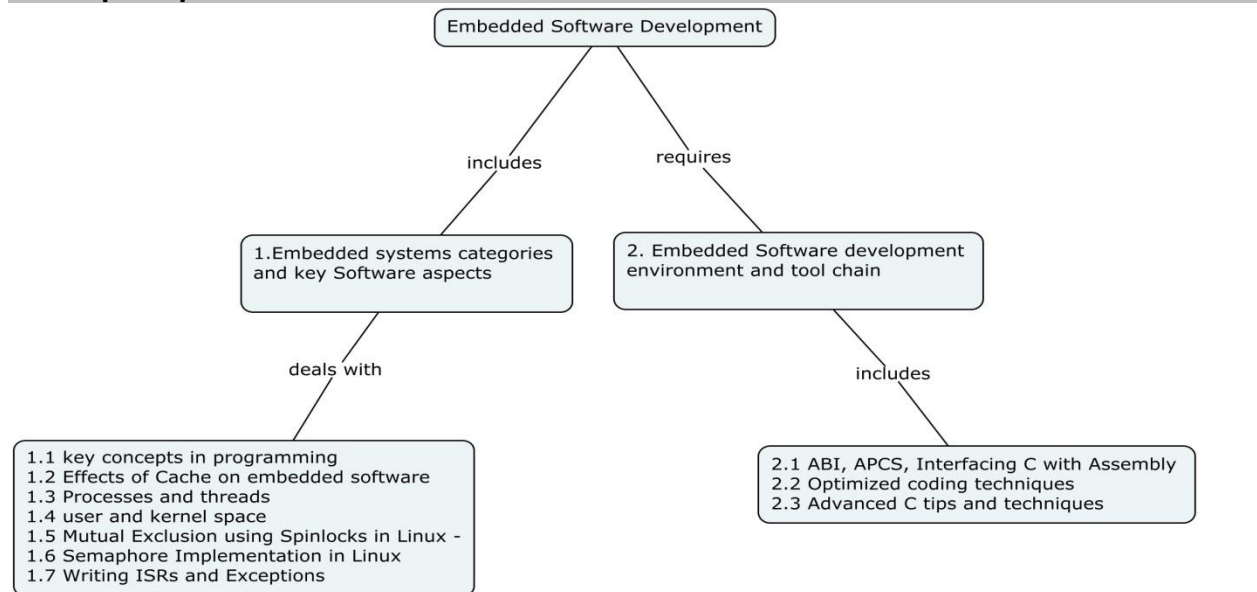 Embedded Software Development
includes
requires
1.Embedded systems categories
and key Software aspects
2. Embedded Software development
environment and tool chain
deals with
includes
1.1 key concepts in programming
1.2 Effects of Cache on embedded software
1.3 Processes and threads
1.4 user and kernel space
1.5 Mutual Exclusion using Spinlocks in Linux -
1.6 Semaphore Implementation in Linux
1.7 Writing ISRs and Exceptions
2.1 ABI, APCS, Interfacing C with Assembly
2.2 Optimized coding techniques
2.3 Advanced C tips and techniques